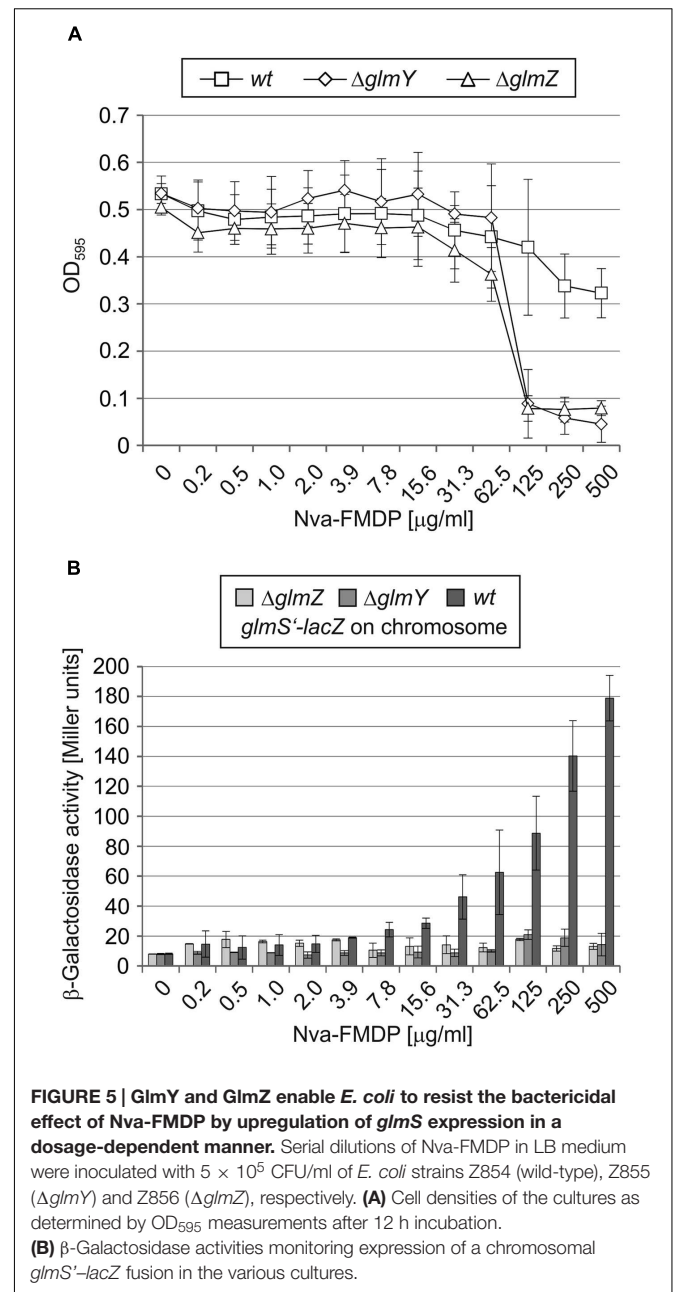 A
wt ΔglmY ΔglmZ
0.7
0.6
0.5
0.4
0.3
0.2
0.1
0
OD595
0 0.2 0.5 1.0 2.0 3.9 7.8 15.6 31.3 62.5 125 250 500
Nva-FMDP [µg/ml]
B
ΔglmZ ΔglmY wt
glmS‘-lacZ on chromosome
200
180
160
140
120
100
80
60
40
20
0
β-Galactosidase activity [Miller units]
0 0.2 0.5 1.0 2.0 3.9 7.8 15.6 31.3 62.5 125 250 500
Nva-FMDP [µg/ml]
FIGURE 5 | GlmY and GlmZ enable E. coli to resist the bactericidal
effect of Nva-FMDP by upregulation of glmS expression in a
dosage-dependent manner. Serial dilutions of Nva-FMDP in LB medium
were inoculated with 5 × 10⁵ CFU/ml of E. coli strains Z854 (wild-type), Z855
(ΔglmY) and Z856 (ΔglmZ), respectively. (A) Cell densities of the cultures as
determined by OD595 measurements after 12 h incubation.
(B) β-Galactosidase activities monitoring expression of a chromosomal
glmS’–lacZ fusion in the various cultures.